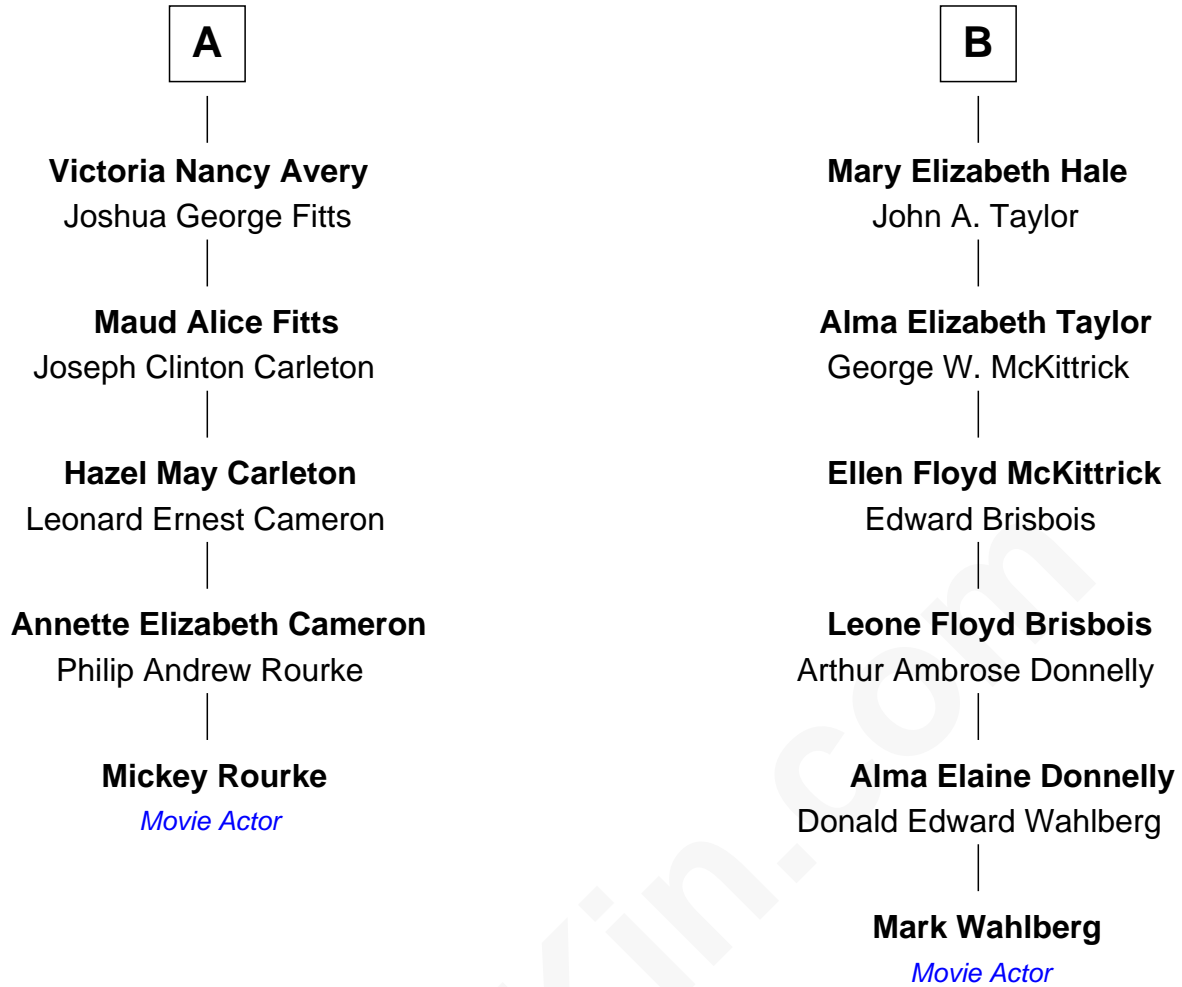 A
Victoria Nancy Avery
Joshua George Fitts
Maud Alice Fitts
Joseph Clinton Carleton
Hazel May Carleton
Leonard Ernest Cameron
Annette Elizabeth Cameron
Philip Andrew Rourke
Mickey Rourke
Movie Actor
B
Mary Elizabeth Hale
John A. Taylor
Alma Elizabeth Taylor
George W. McKittrick
Ellen Floyd McKittrick
Edward Brisbois
Leone Floyd Brisbois
Arthur Ambrose Donnelly
Alma Elaine Donnelly
Donald Edward Wahlberg
Mark Wahlberg
Movie Actor
Kin.com